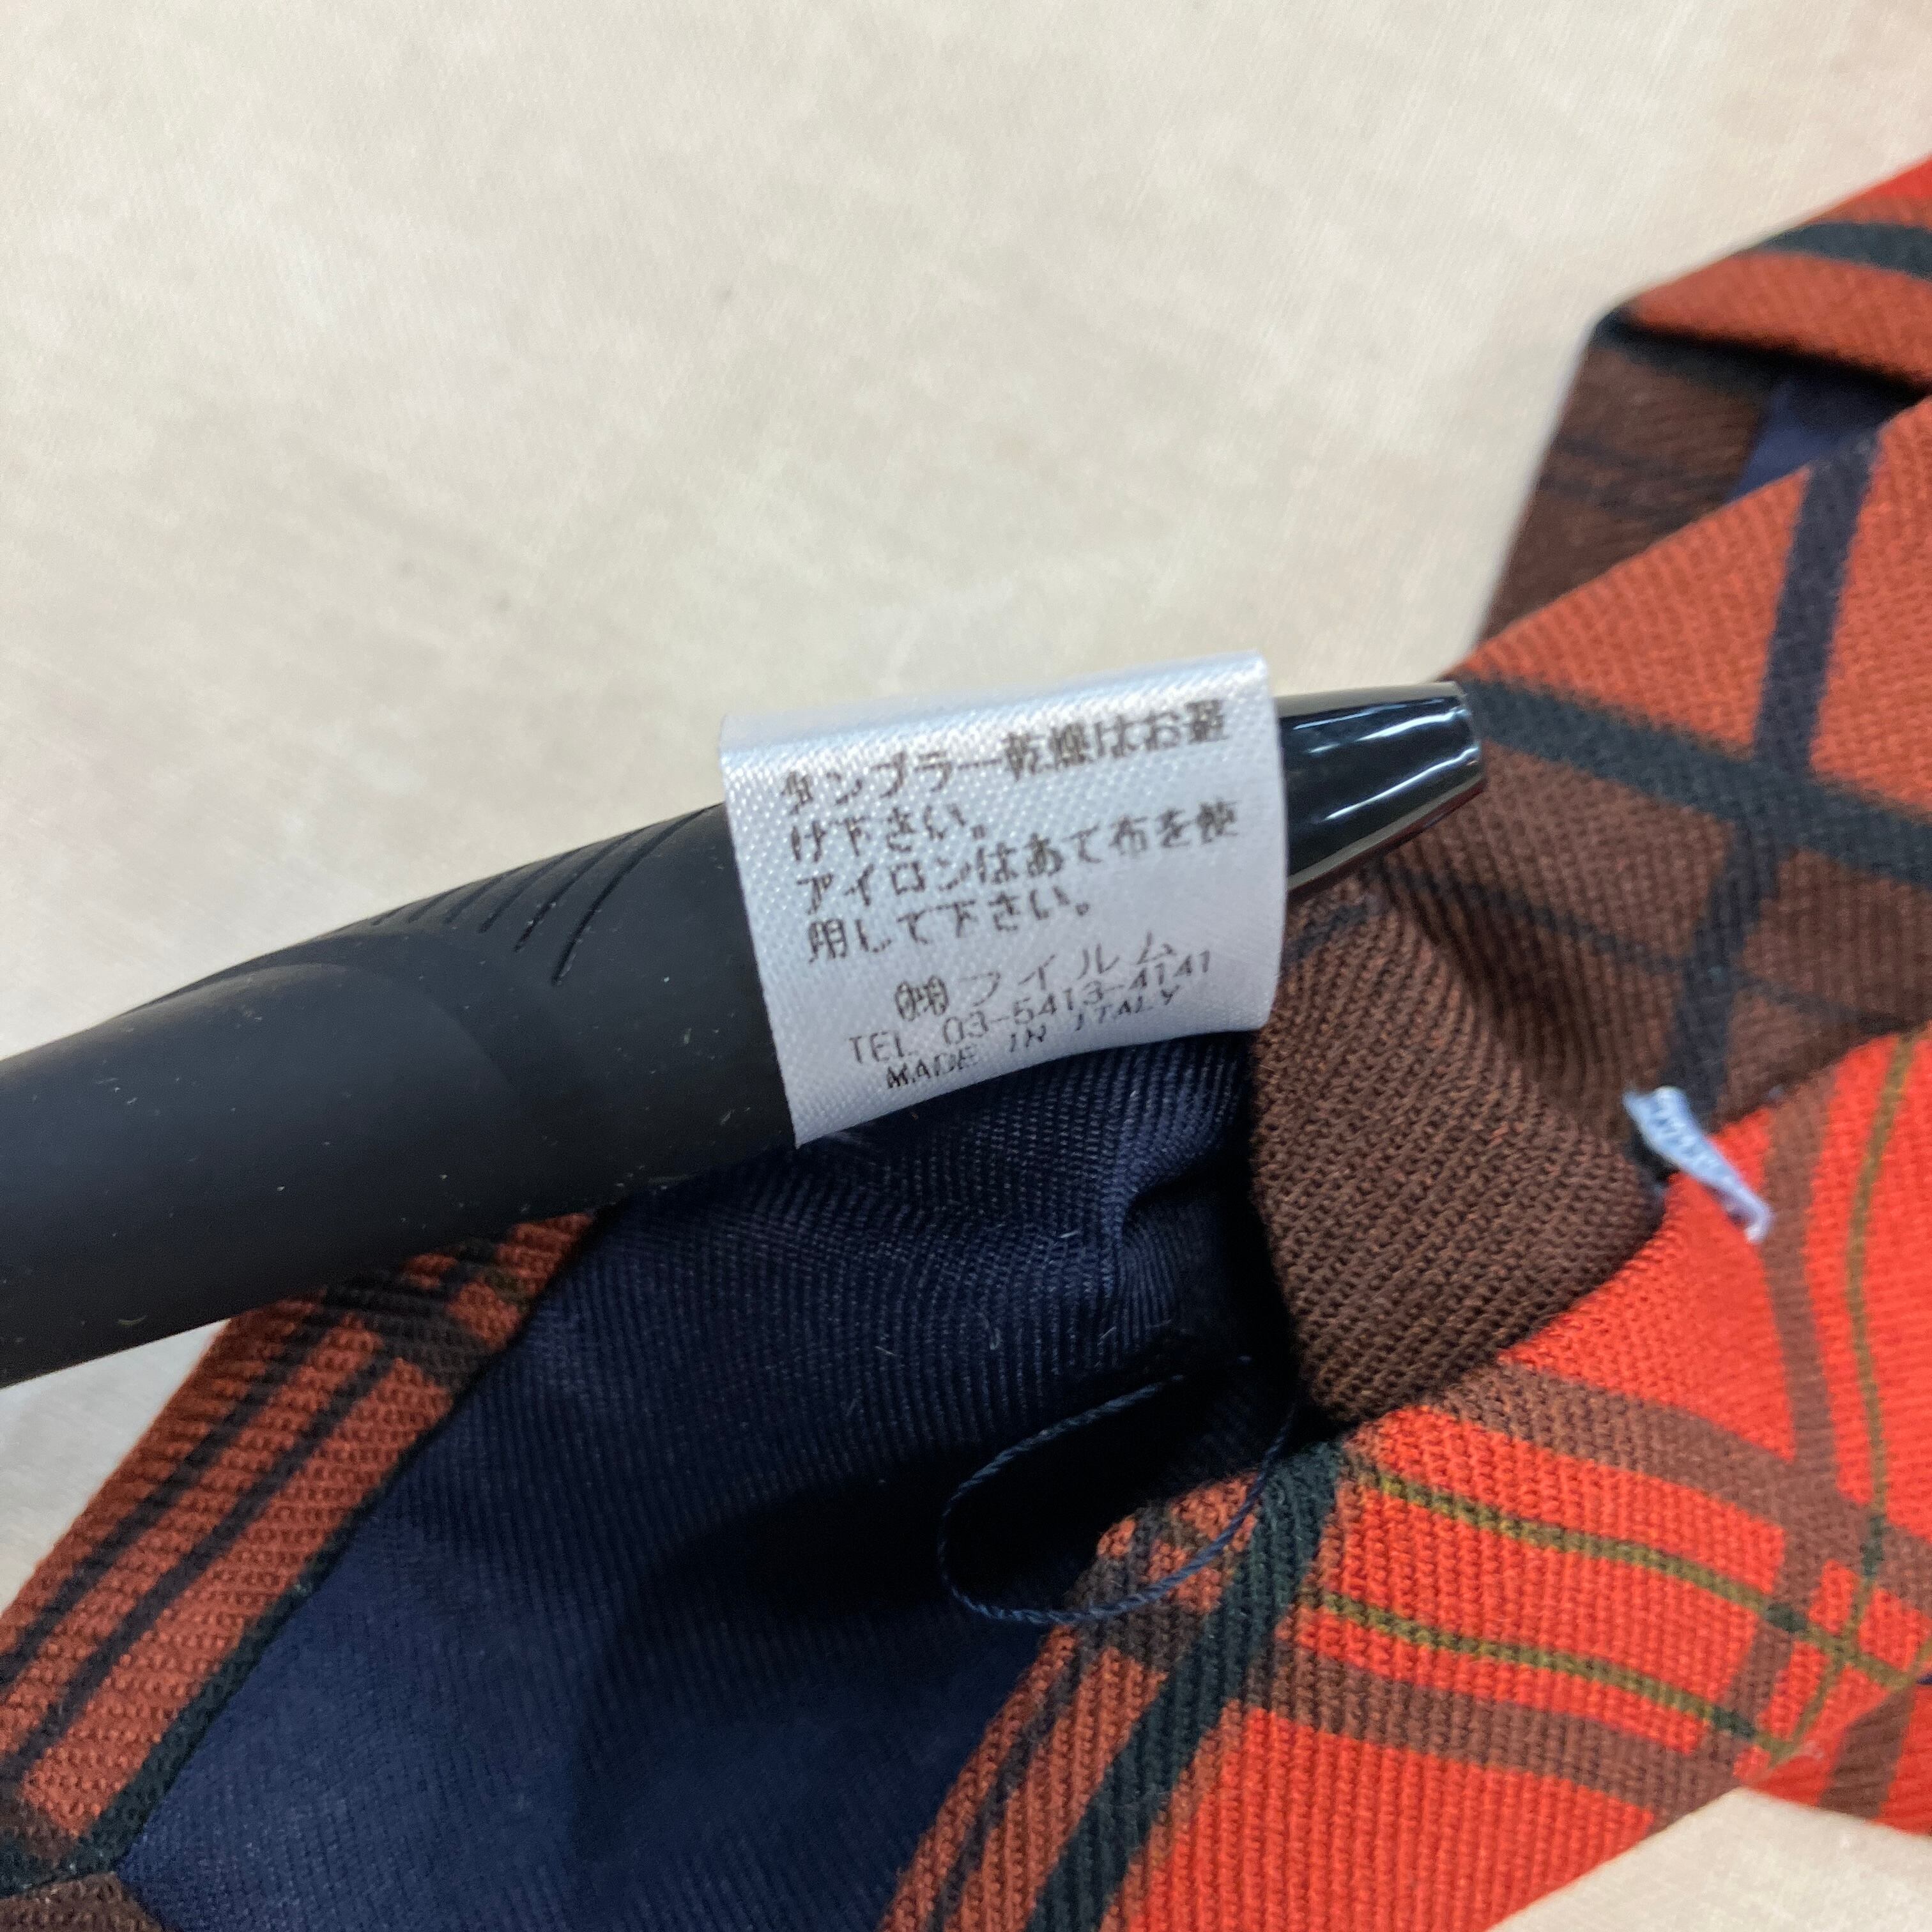 タンブラー乾燥はお避
け下さい。
アイロンはあて布を使
用して下さい。
㈱フイルム
TEL 03-5413-4141
MADE IN ITALY